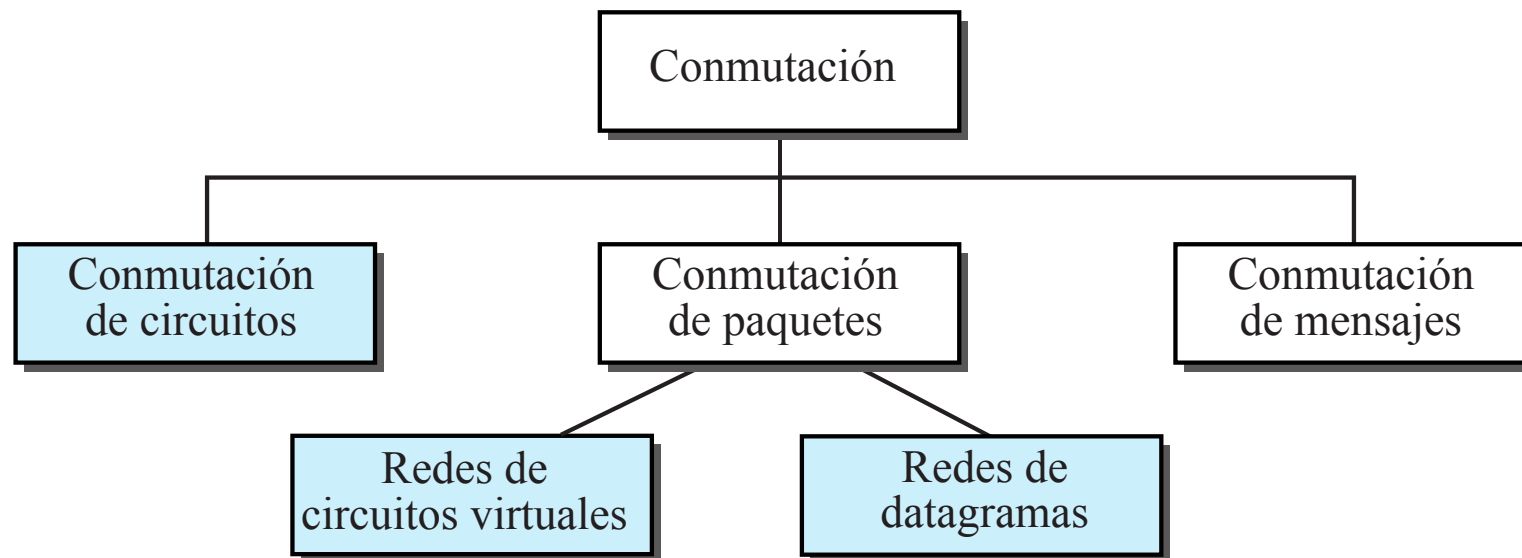 Conmutación
Conmutación
de circuitos
Conmutación
de paquetes
Conmutación
de mensajes
Redes de
circuitos virtuales
Redes de
datagramas